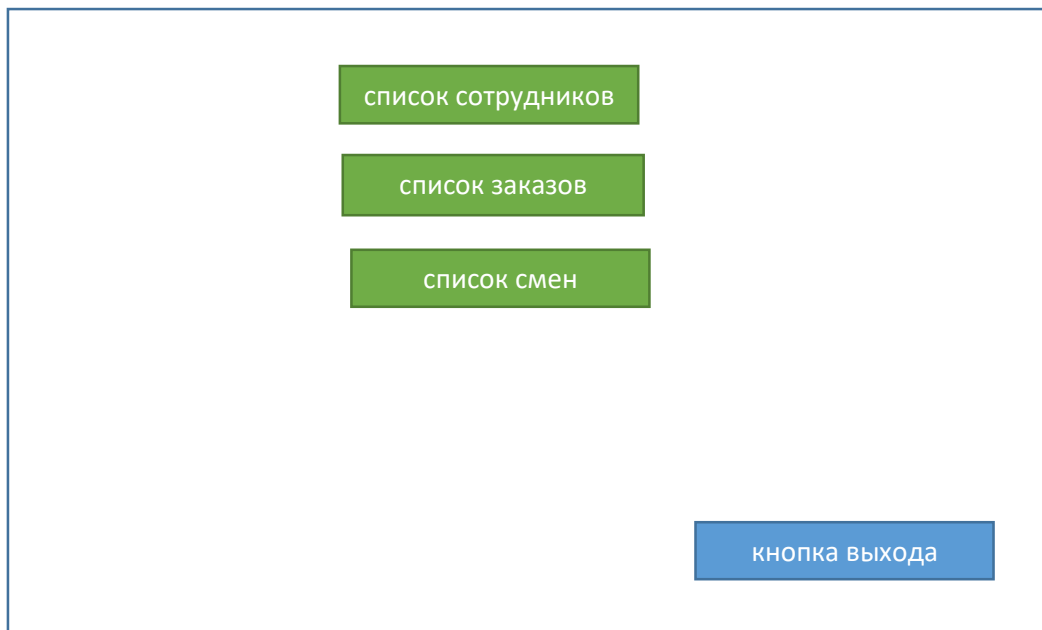 список сотрудников
список заказов
список смен
кнопка выхода